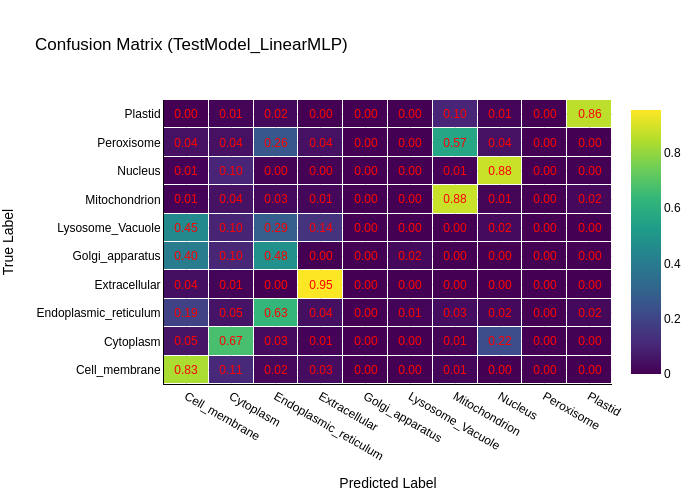 Confusion Matrix (TestModel_LinearMLP)
Plastid 0.00 0.01 0.02 0.00 0.00 0.00 0.10 0.01 0.00 0.86
Peroxisome 0.04 0.04 0.26 0.04 0.00 0.00 0.57 0.04 0.00 0.00
Nucleus 0.01 0.10 0.00 0.00 0.00 0.00 0.01 0.88 0.00 0.00
Mitochondrion 0.01 0.04 0.03 0.01 0.00 0.00 0.88 0.01 0.00 0.02
Lysosome_Vacuole 0.45 0.10 0.29 0.14 0.00 0.00 0.00 0.02 0.00 0.00
Golgi_apparatus 0.40 0.10 0.48 0.00 0.00 0.02 0.00 0.00 0.00 0.00
Extracellular 0.04 0.01 0.00 0.95 0.00 0.00 0.00 0.00 0.00 0.00
Endoplasmic_reticulum 0.20 0.05 0.63 0.04 0.00 0.01 0.03 0.02 0.00 0.02
Cytoplasm 0.05 0.67 0.03 0.01 0.00 0.00 0.01 0.22 0.00 0.00
Cell_membrane 0.83 0.11 0.02 0.03 0.00 0.00 0.01 0.00 0.00 0.00
Cell_membrane Cytoplasm Endoplasmic_reticulum Extracellular Golgi_apparatus Lysosome_Vacuole Mitochondrion Nucleus Peroxisome Plastid
Predicted Label
True Label
0.8
0.6
0.4
0.2
0